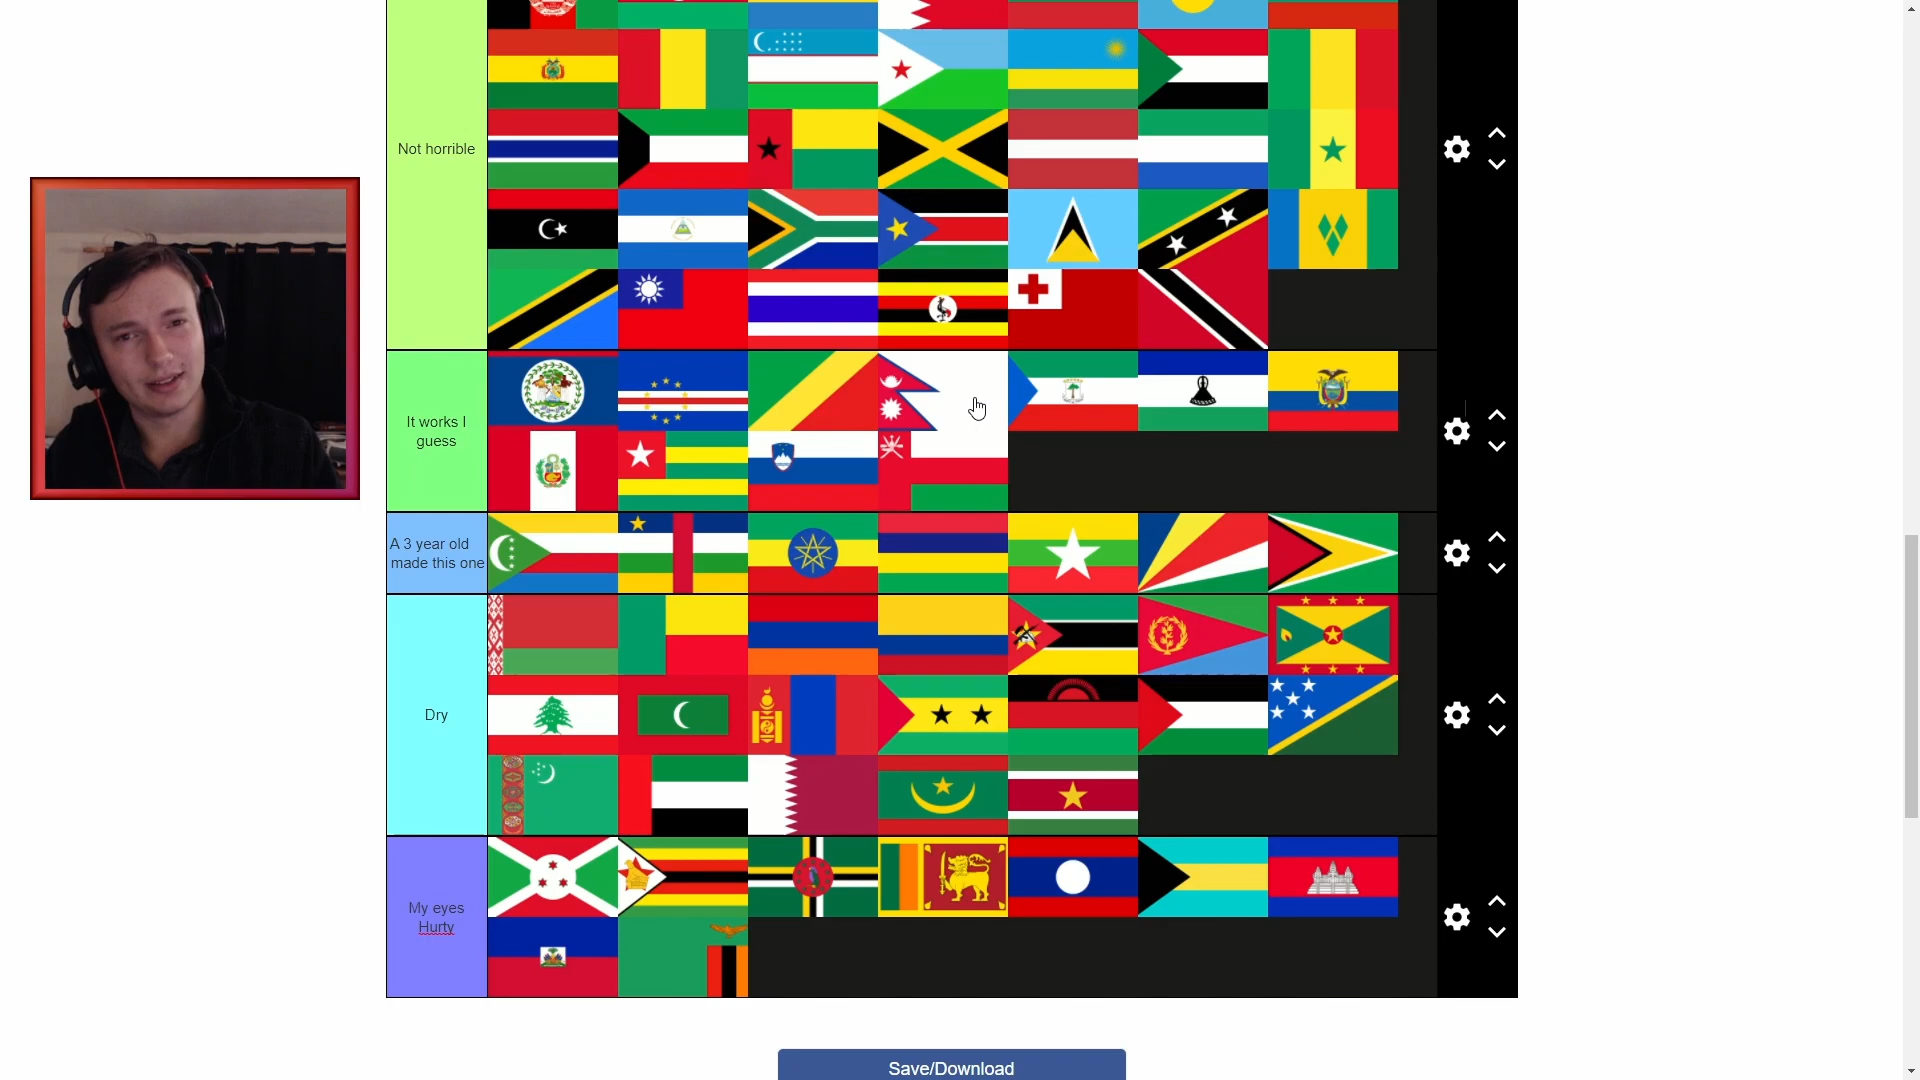 Not horrible
It works I
guess
A 3 year old
made this one
Dry
My eyes
Hurty
Save/Download